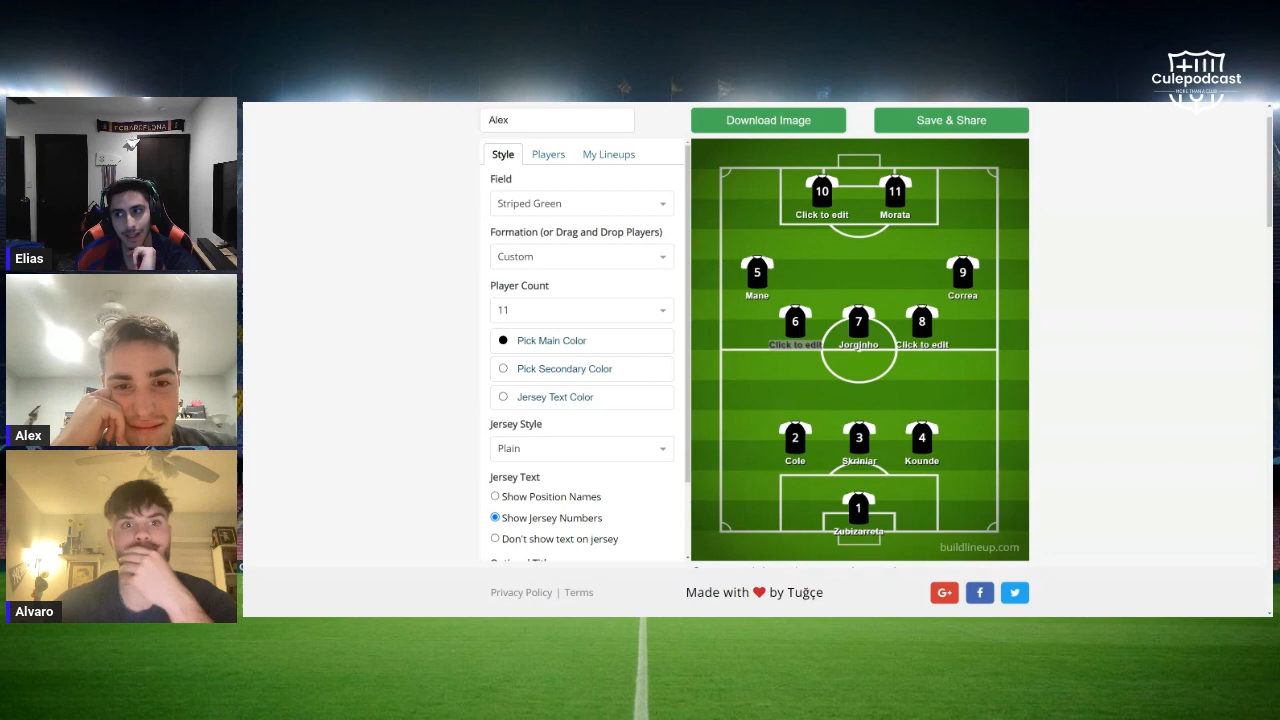 Culepodcast
MORE THAN A CLUB
FCBARCELONA
Elias
Alex
Alvaro
Alex
Download Image
Save & Share
Style
Players
My Lineups
Field
Striped Green
Formation (or Drag and Drop Players)
Custom
Player Count
11
Pick Main Color
Pick Secondary Color
Jersey Text Color
Jersey Style
Plain
Jersey Text
Show Position Names
Show Jersey Numbers
Don't show text on jersey
10
11
Click to edit
Morata
5
9
Mane
Correa
6
7
8
Click to edit
Jorginho
Click to edit
2
3
4
Cole
Skriniar
Kounde
1
Zubizarreta
buildlineup.com
Privacy Policy | Terms
Made with ❤ by Tuğçe
G+
f